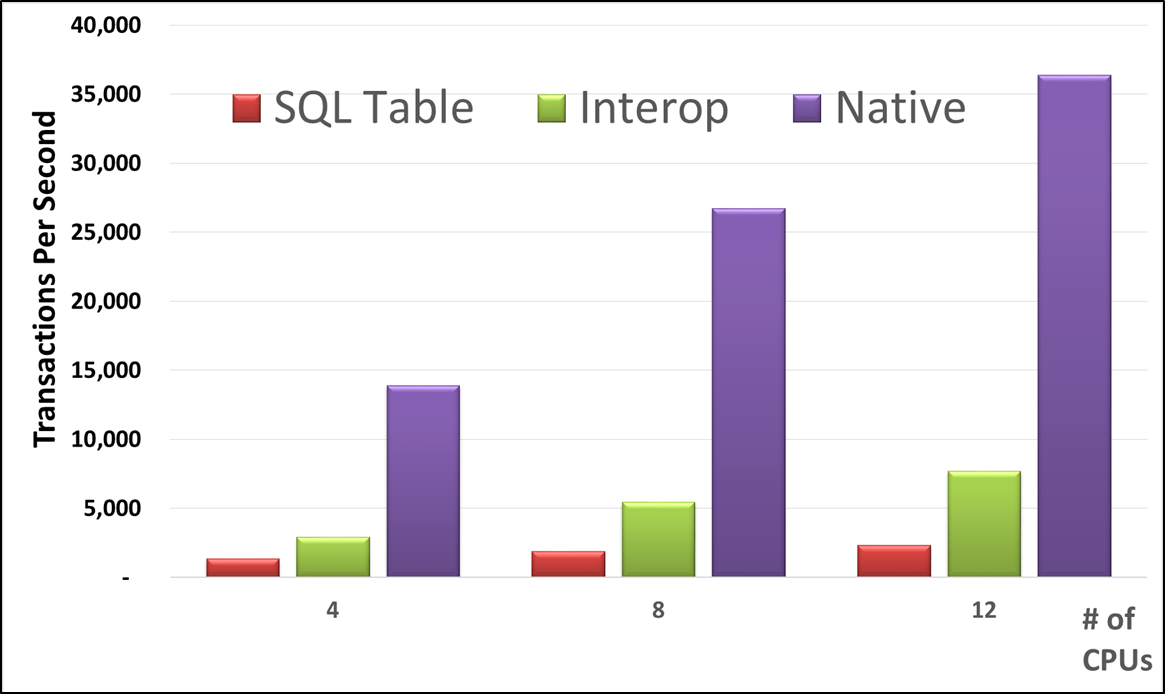 40,000
35,000
30,000
25,000
20,000
15,000
10,000
5,000
-
Transactions Per Second
SQL Table Interop Native
4 8 12
# of
CPUs